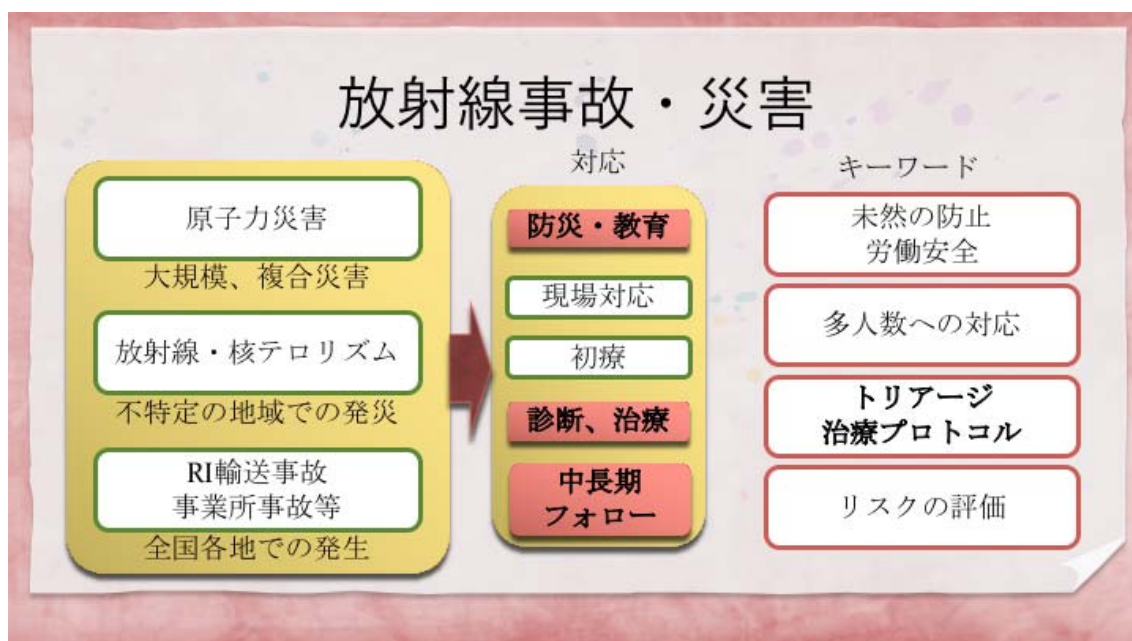 放射線事故・災害
原子力災害
大規模、複合災害
放射線・核テロリズム
不特定の地域での発災
RI輸送事故
事業所事故等
全国各地での発生
対応
防災・教育
現場対応
初療
診断、治療
中長期
フォロー
キーワード
未然の防止
労働安全
多人数への対応
トリアージ
治療プロトコル
リスクの評価